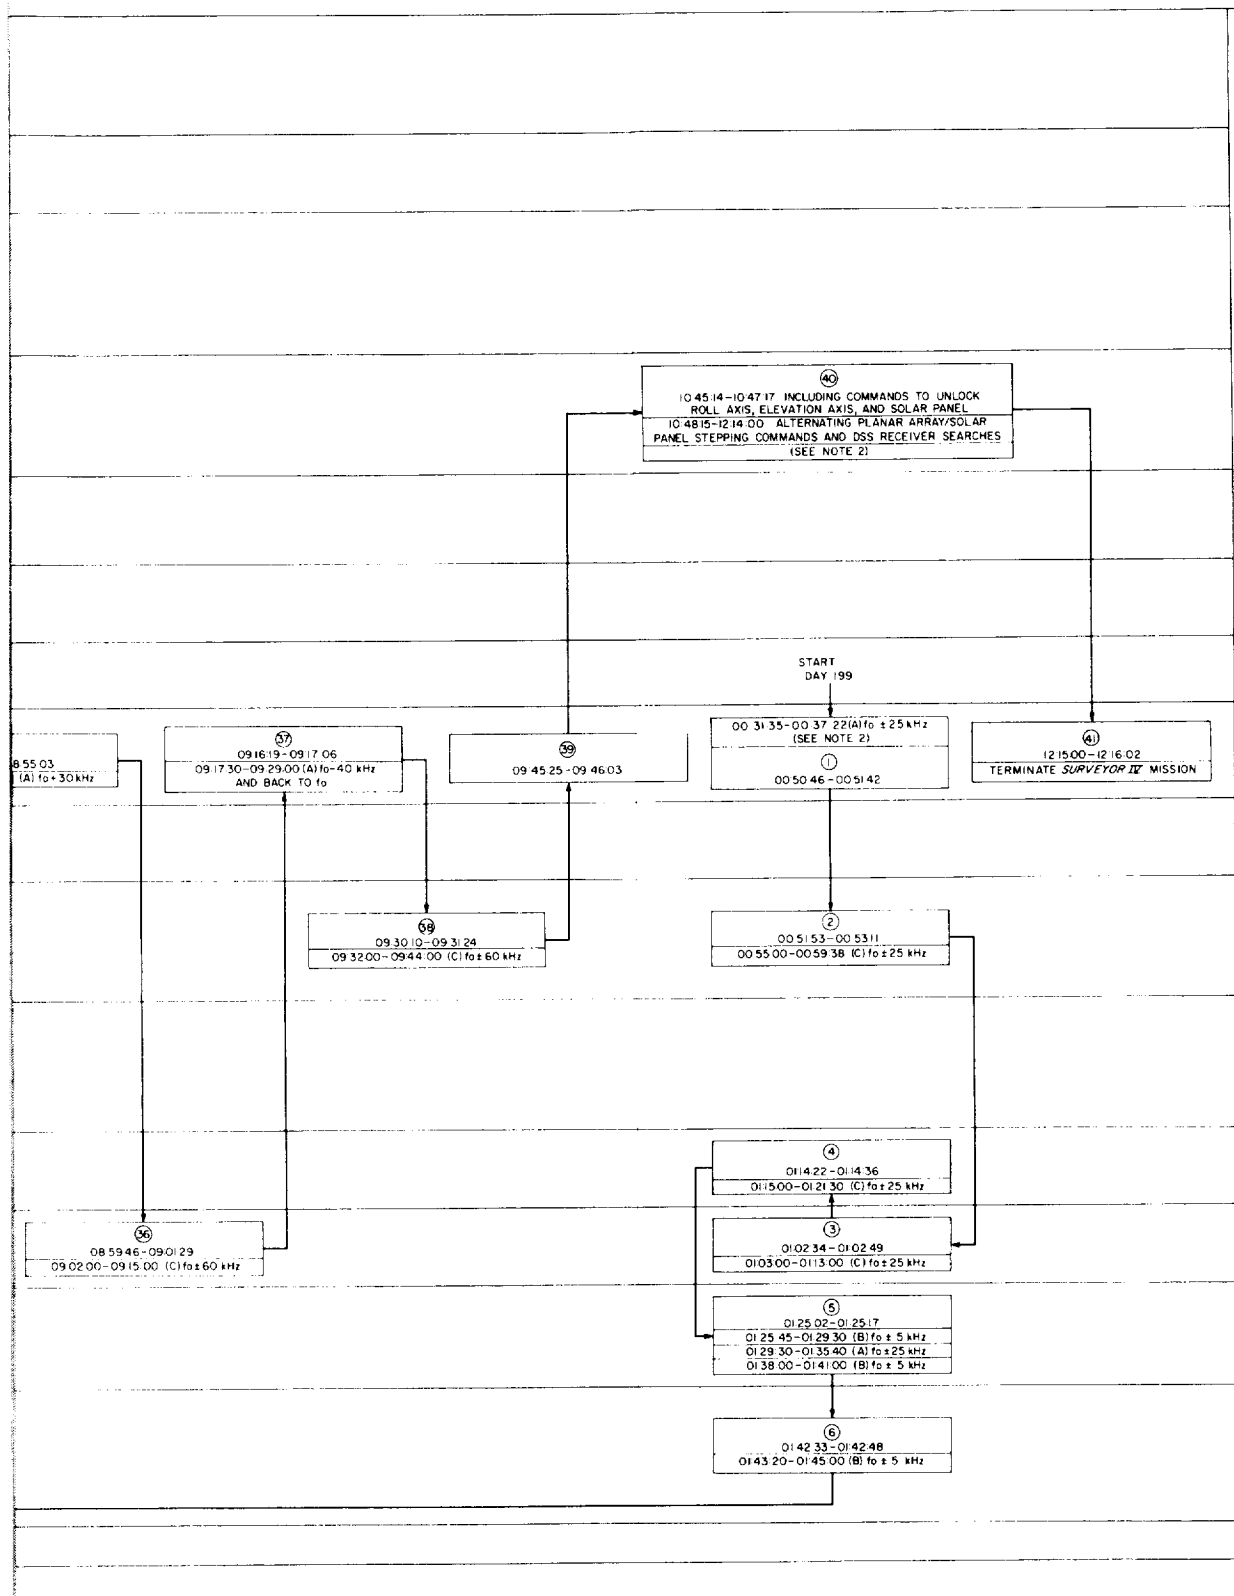 40
10:45:14-10:47:17 INCLUDING COMMANDS TO UNLOCK
ROLL AXIS, ELEVATION AXIS, AND SOLAR PANEL
10:48:15-12:14:00 ALTERNATING PLANAR ARRAY/SOLAR
PANEL STEPPING COMMANDS AND DSS RECEIVER SEARCHES
(SEE NOTE 2)
START
DAY 199
8:55:03
(A) fo + 30 kHz
37
09:16:19-09:17:06
09:17:30-09:29:00 (A) fo-40 kHz
AND BACK TO fo
39
09:45:25-09:46:03
00:31:35-00:37:22 (A) fo ± 25 kHz
(SEE NOTE 2)
1
00:50:46-00:51:42
41
12:15:00-12:16:02
TERMINATE SURVEYOR IV MISSION
38
09:30:10-09:31:24
09:32:00-09:44:00 (C) fo ± 60 kHz
2
00:51:53-00:53:11
00:55:00-00:59:38 (C) fo ± 25 kHz
4
01:14:22-01:14:36
01:15:00-01:21:30 (C) fo ± 25 kHz
36
08:59:46-09:01:29
09:02:00-09:15:00 (C) fo ± 60 kHz
3
01:02:34-01:02:49
01:03:00-01:13:00 (C) fo ± 25 kHz
5
01:25:02-01:25:17
01:25:45-01:29:30 (B) fo ± 5 kHz
01:29:30-01:35:40 (A) fo ± 25 kHz
01:38:00-01:41:00 (B) fo ± 5 kHz
6
01:42:33-01:42:48
01:43:20-01:45:00 (B) fo ± 5 kHz